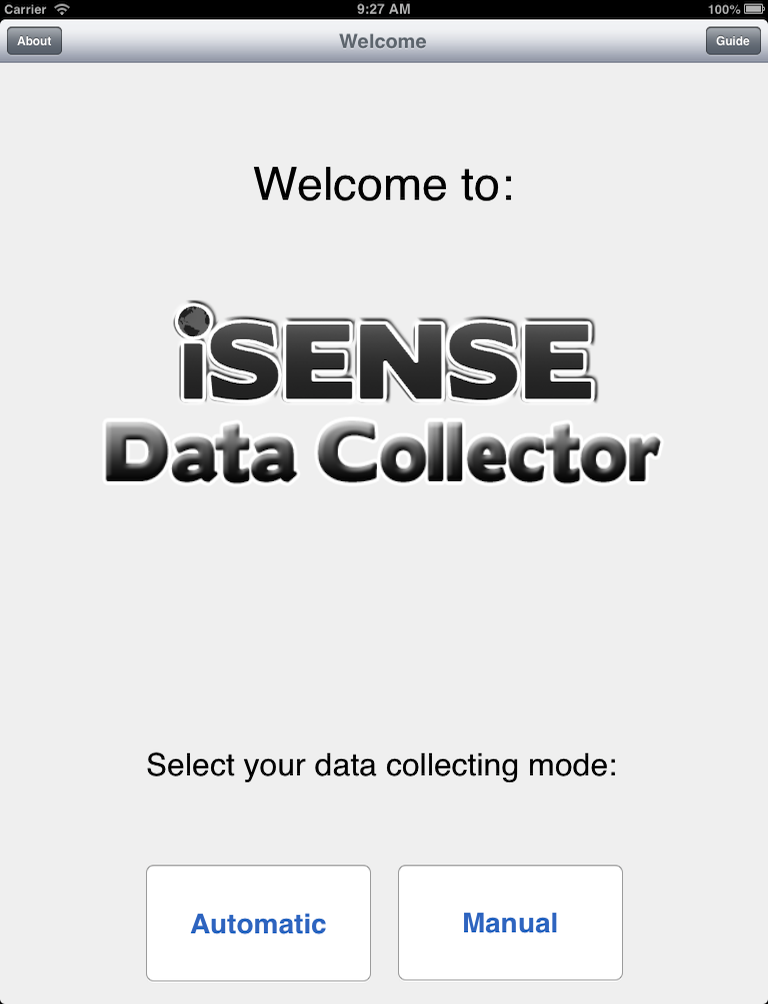 Carrier 9:27 AM 100%
About Welcome Guide
Welcome to:
iSENSE
Data Collector
Select your data collecting mode:
Automatic Manual